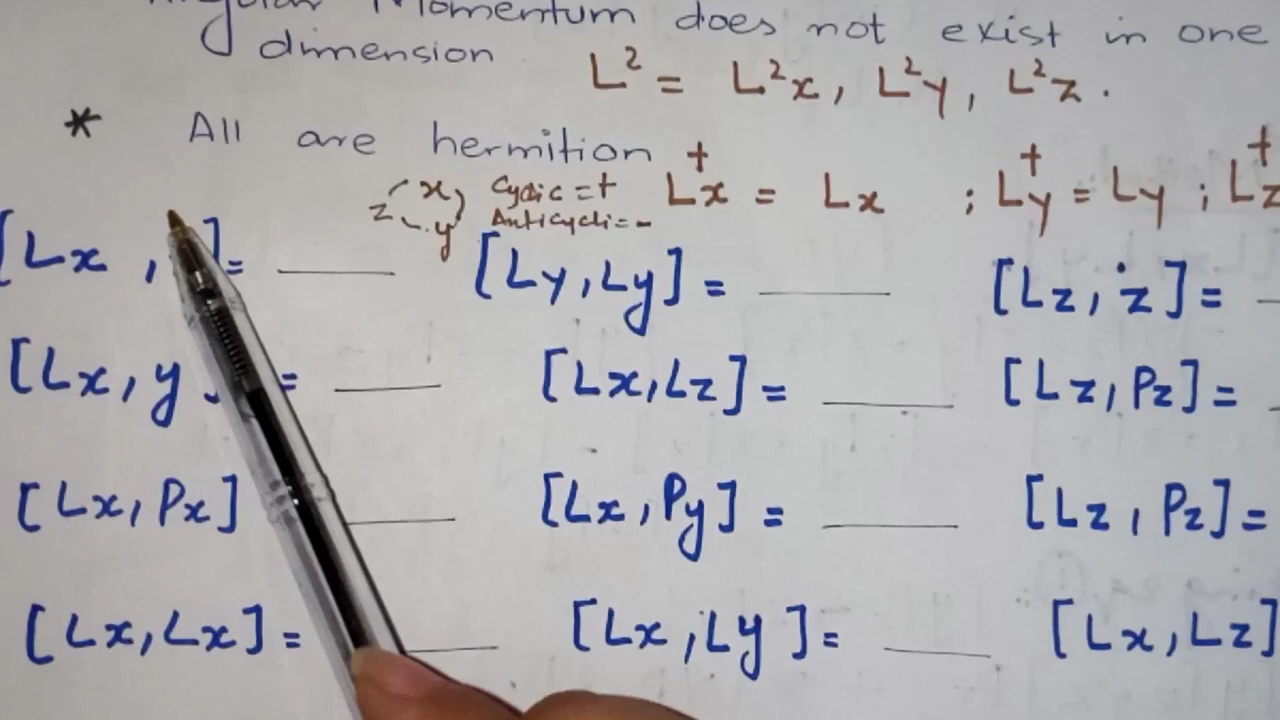 Momentum does not exist in one
dimension
L² = L²x, L²y, L²z.
* All are hermition
x y z Cyclic = + Anticyclic = - L†x = Lx ; L†y = Ly ; L†z
[Lx, ]= ____ [Ly, Ly] = ____ [Lz, z] =
[Lx, y = ____ [Lx, Lz] = ____ [Lz, Pz] =
[Lx, Px] ____ [Lx, Py] = ____ [Lz, Pz] =
[Lx, Lx] = ____ [Lx, Ly] = ____ [Lx, Lz]